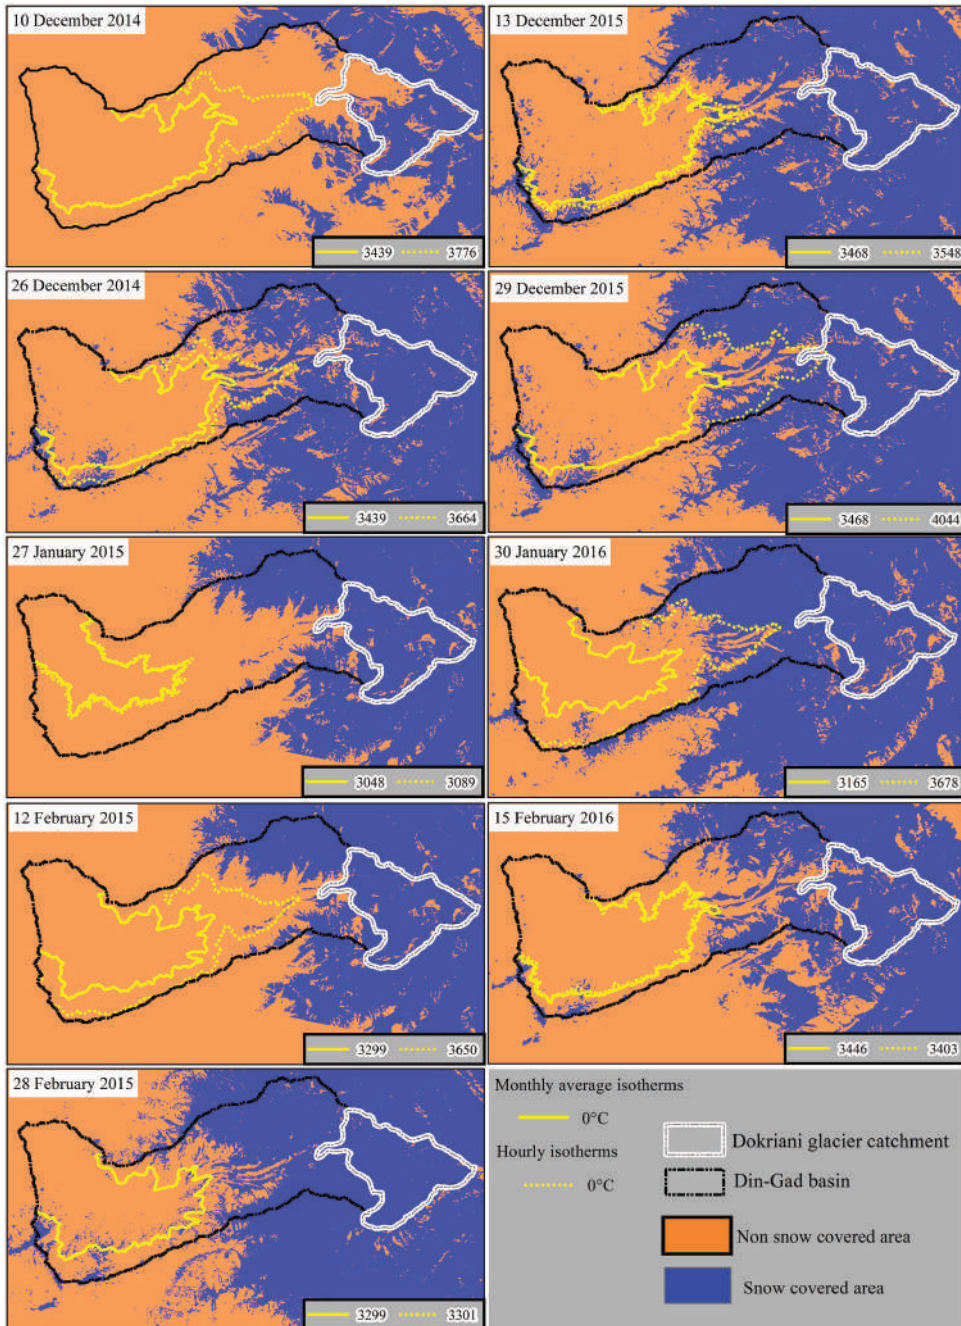 10 December 2014
3439 3776
13 December 2015
3468 3548
26 December 2014
3439 3664
29 December 2015
3468 4044
27 January 2015
3048 3089
30 January 2016
3165 3678
12 February 2015
3299 3650
15 February 2016
3446 3403
28 February 2015
3299 3301
Monthly average isotherms
0°C
Hourly isotherms
0°C
Dokriani glacier catchment
Din-Gad basin
Non snow covered area
Snow covered area